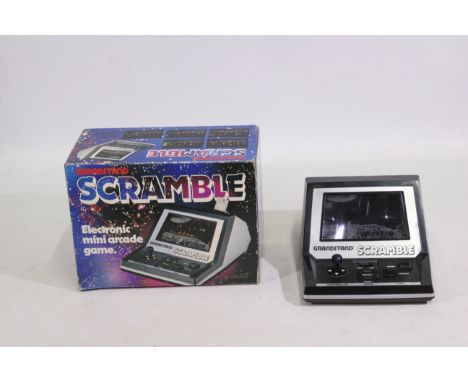 SCRAMBLE
GRANDSTAND
SCRAMBLE
Electronic
mini arcade
game.
GRANDSTAND
SCRAMBLE
GRANDSTAND
SCRAMBLE